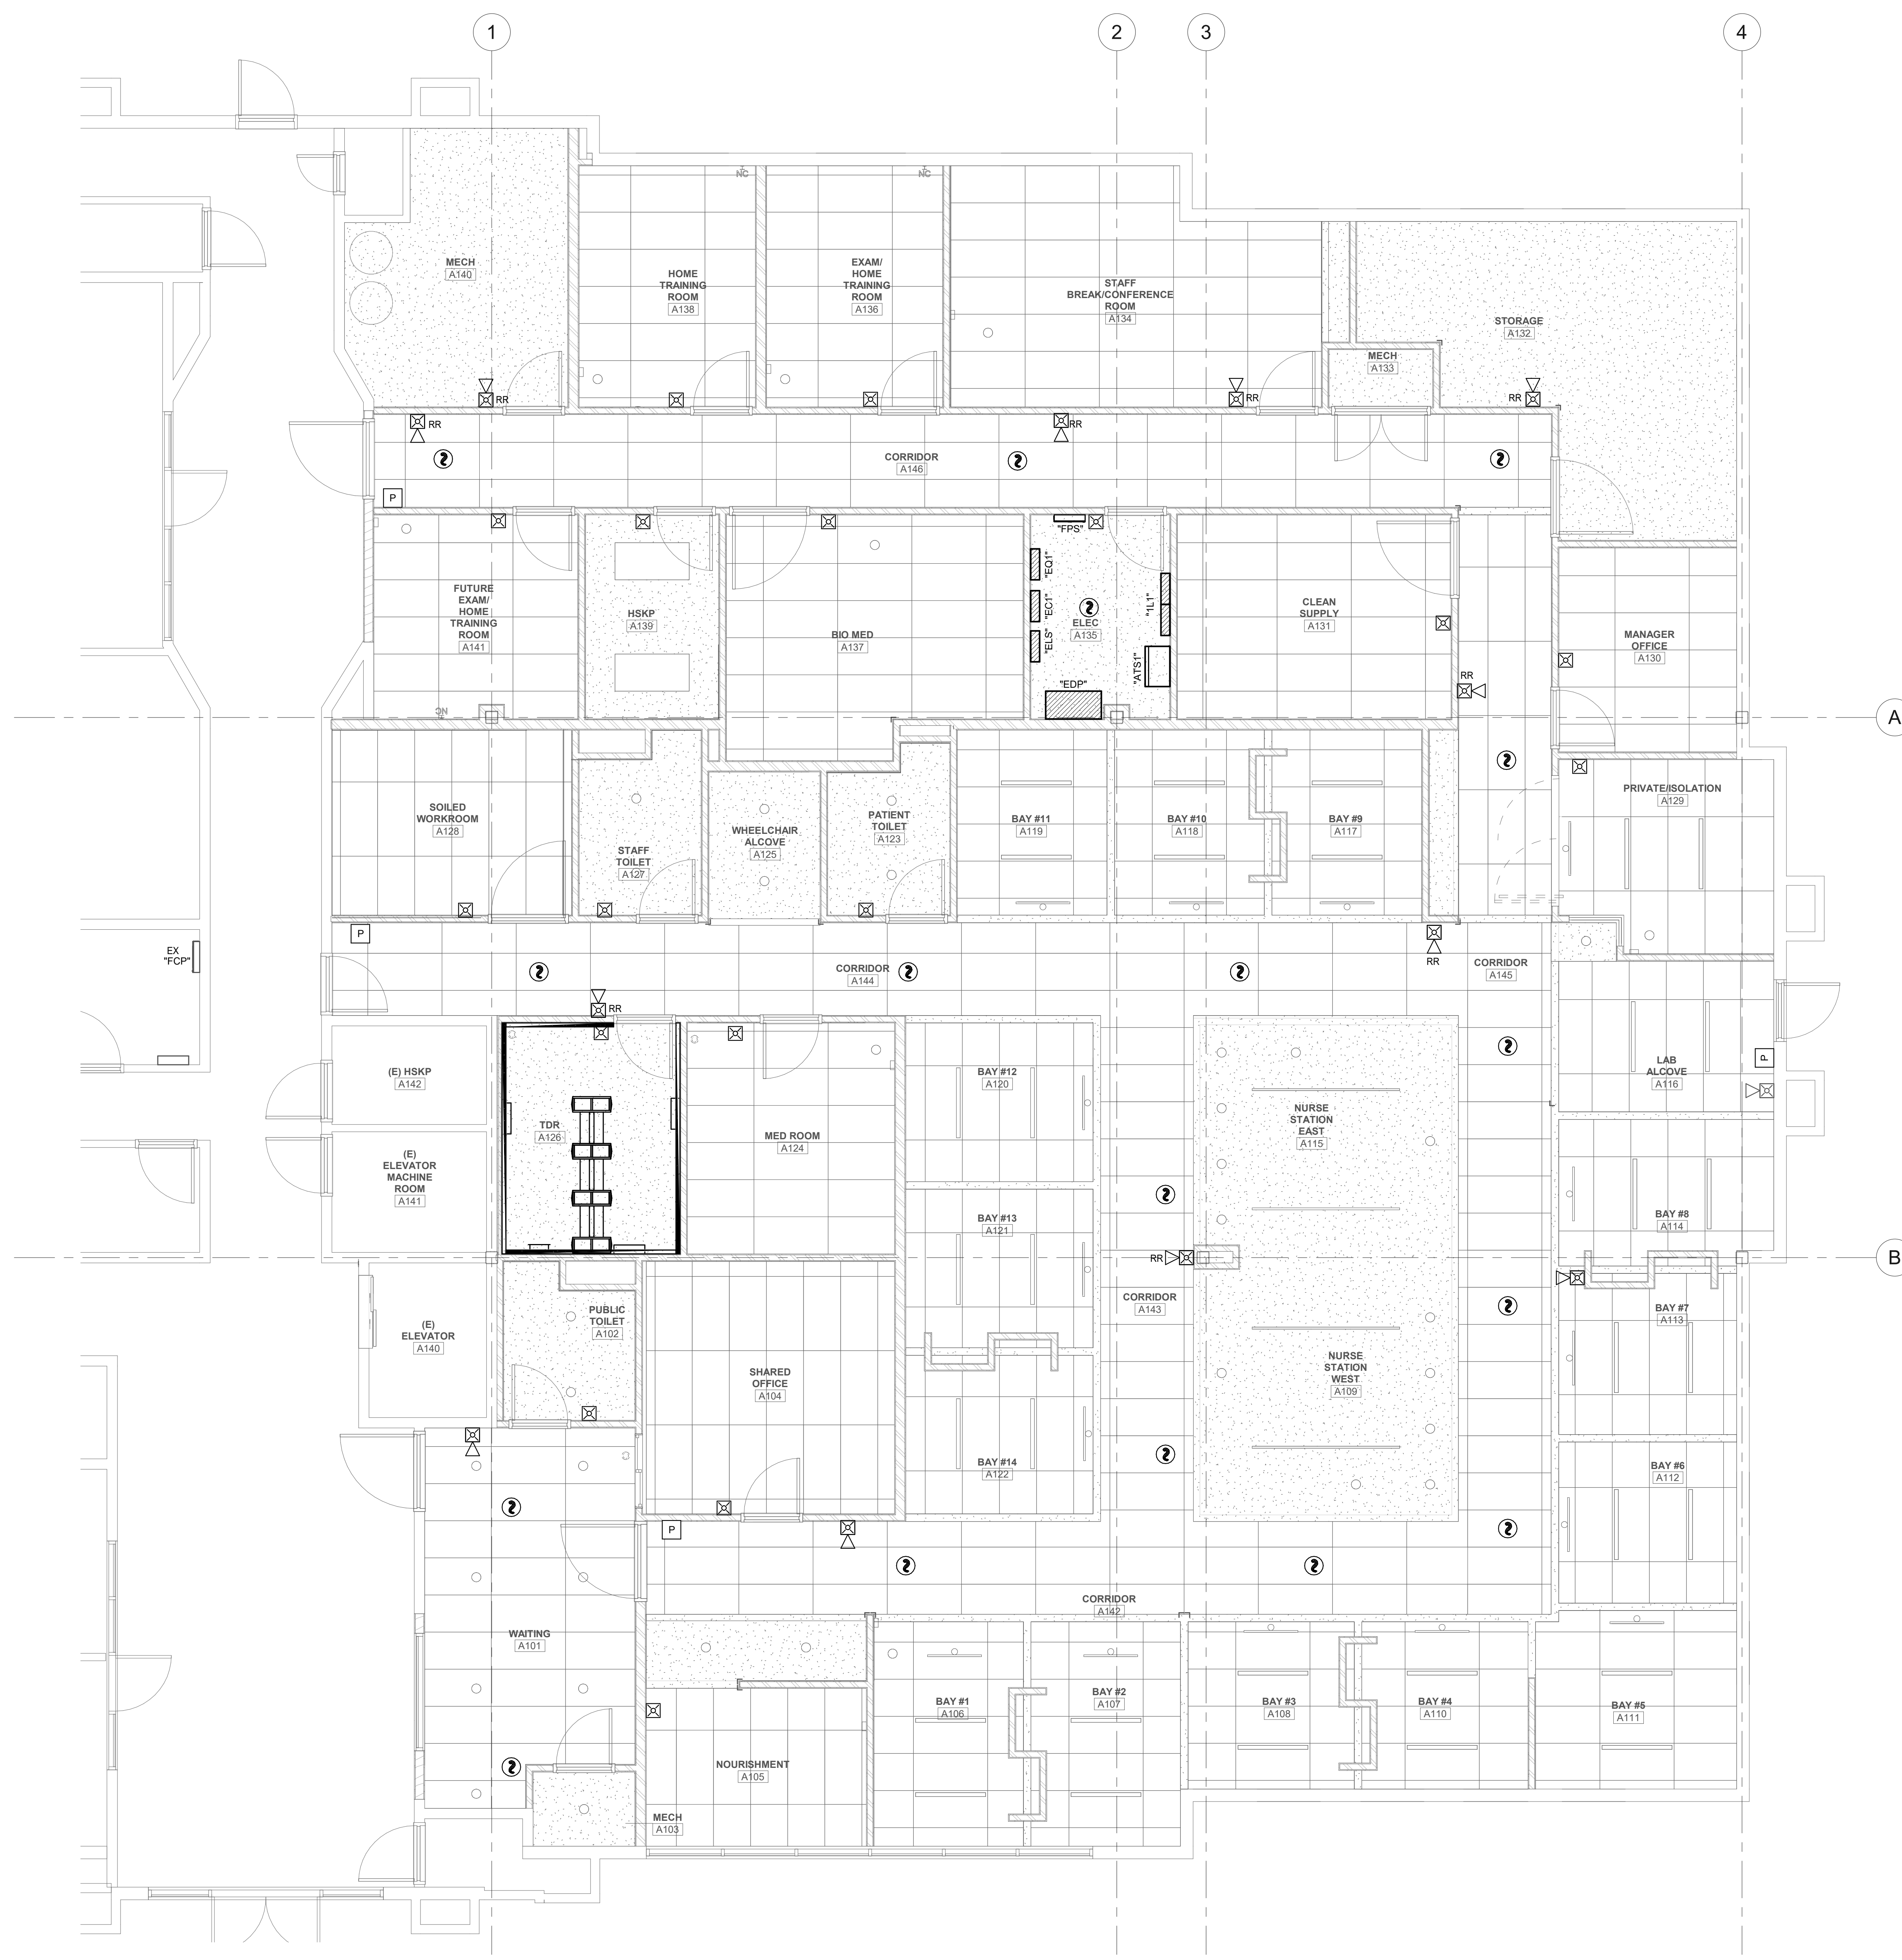 1
2
3
4
NC
NC
MECH
A140
HOME
TRAINING
ROOM
A138
EXAM/
HOME
TRAINING
ROOM
A136
STAFF
BREAK/CONFERENCE
ROOM
A134
STORAGE
A132
MECH
A133
RR
RR
RR
RR
RR
CORRIDOR
A146
P
"FPS"
"EQ1"
"EC1"
"ELS"
"1L1"
"ATS1"
"EDP"
ELEC
A135
FUTURE
EXAM/
HOME
TRAINING
ROOM
A141
HSKP
A139
BIO MED
A137
CLEAN
SUPPLY
A131
MANAGER
OFFICE
A130
RR
NC
A
SOILED
WORKROOM
A128
STAFF
TOILET
A127
WHEELCHAIR
ALCOVE
A125
PATIENT
TOILET
A123
BAY #11
A119
BAY #10
A118
BAY #9
A117
PRIVATE/ISOLATION
A129
P
EX
"FCP"
RR
CORRIDOR
A144
CORRIDOR
A145
RR
(E) HSKP
A142
TDR
A126
MED ROOM
A124
BAY #12
A120
NURSE
STATION
EAST
A115
LAB
ALCOVE
A116
P
(E)
ELEVATOR
MACHINE
ROOM
A141
BAY #13
A121
BAY #8
A114
RR
B
CORRIDOR
A143
(E)
ELEVATOR
A140
PUBLIC
TOILET
A102
SHARED
OFFICE
A104
NURSE
STATION
WEST
A109
BAY #7
A113
BAY #14
A122
BAY #6
A112
P
CORRIDOR
A142
WAITING
A101
BAY #1
A106
BAY #2
A107
BAY #3
A108
BAY #4
A110
BAY #5
A111
NOURISHMENT
A105
MECH
A103